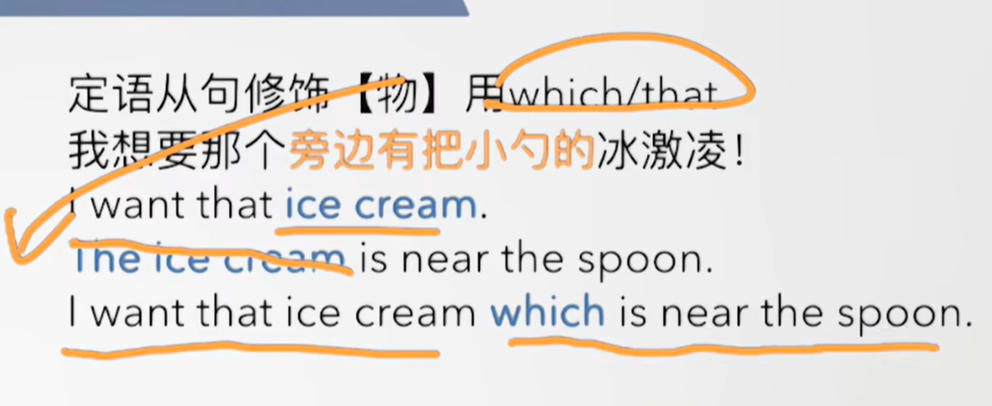 定语从句修饰【物】用which/that
我想要那个旁边有把小勺的冰激凌！
I want that ice cream.
The ice cream is near the spoon.
I want that ice cream which is near the spoon.